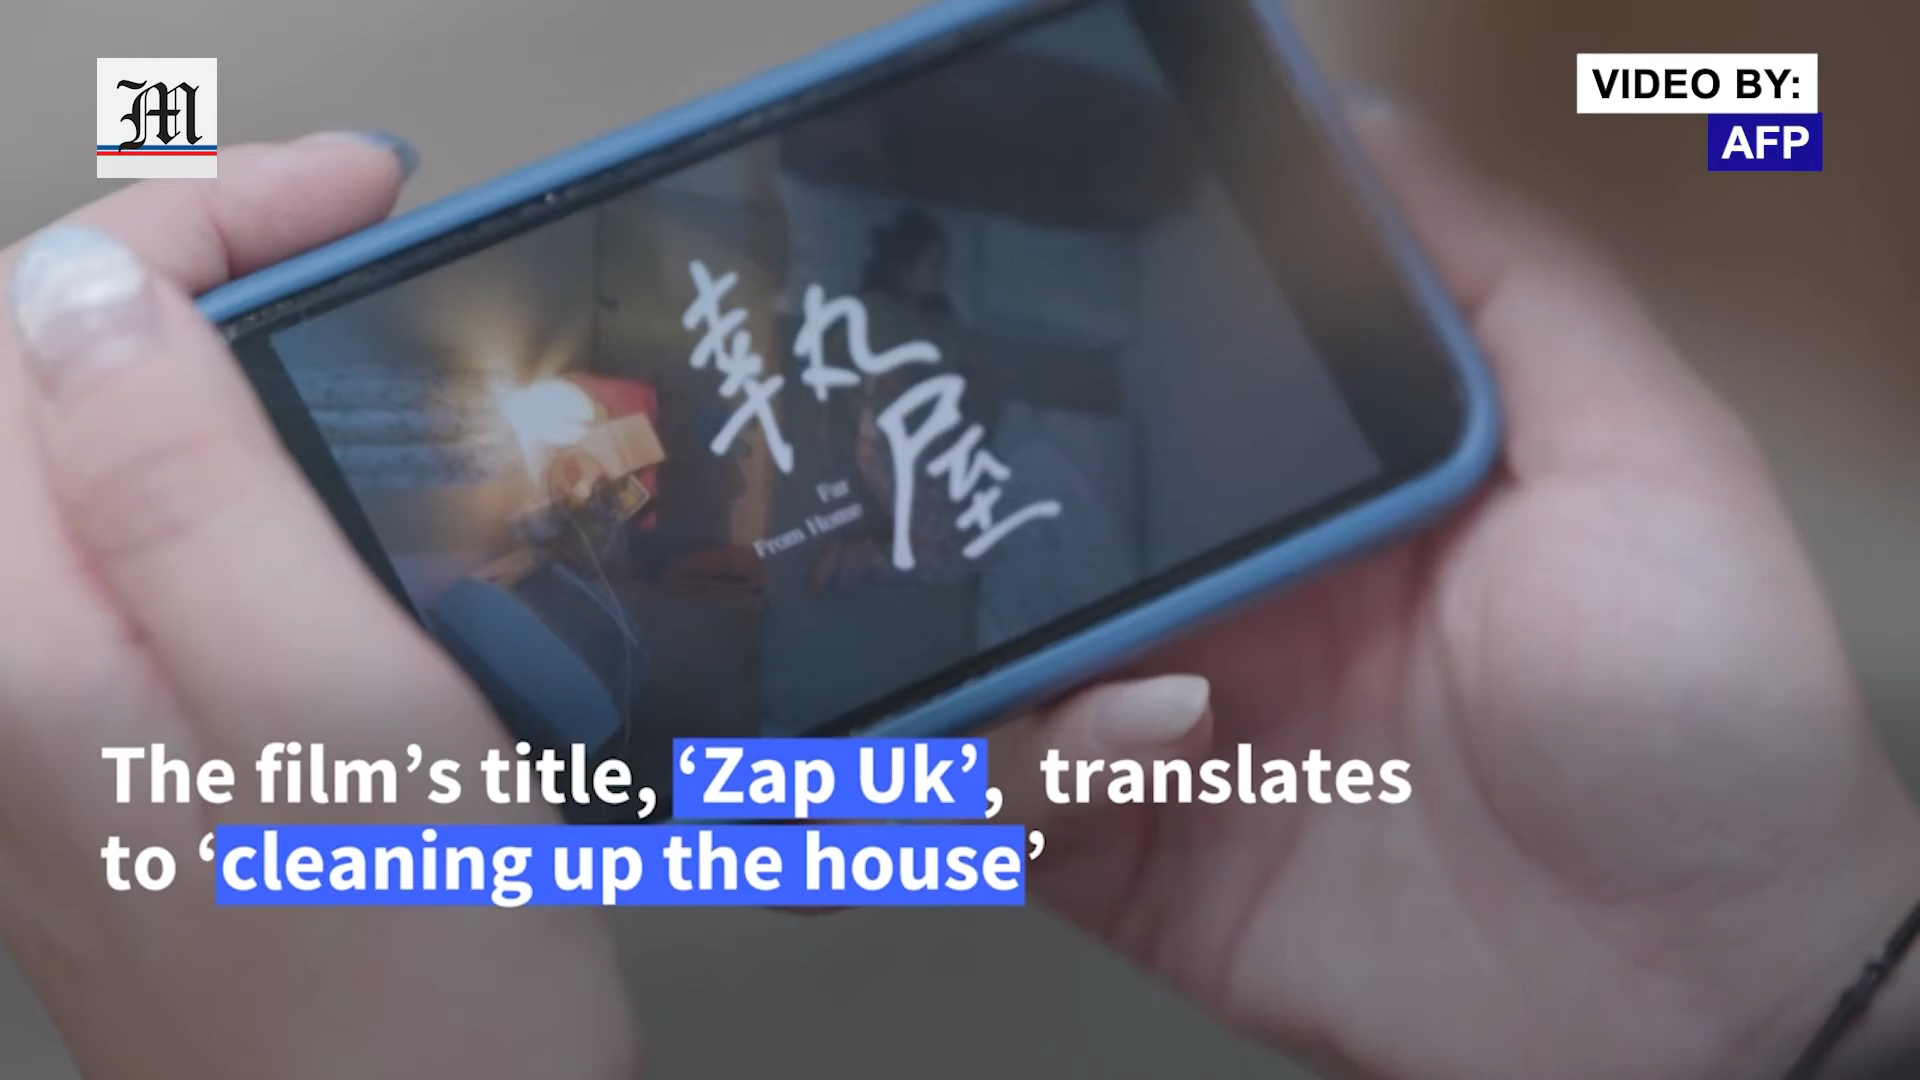 M
VIDEO BY:
AFP
執屋
Far
From Home
The film’s title, ‘Zap Uk’, translates
to ‘cleaning up the house’